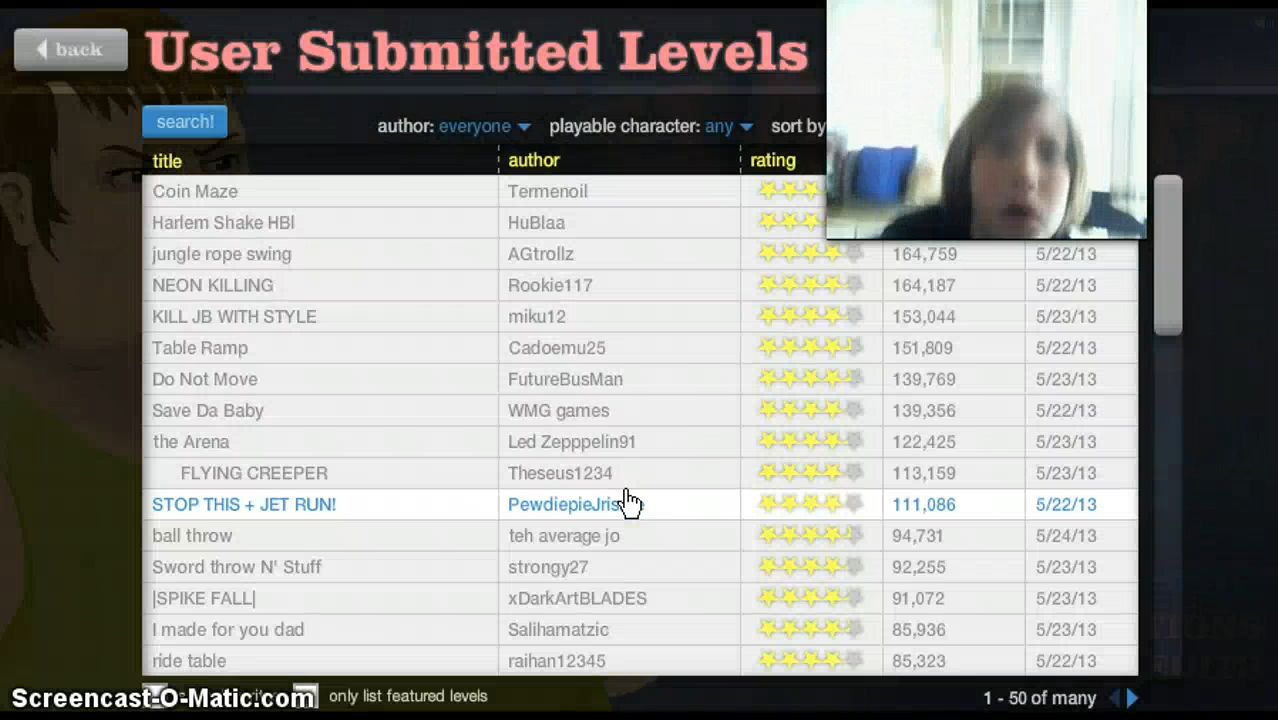 back
User Submitted Levels
search!
author: everyone playable character: any sort by
title author rating
Coin Maze Termenoil
Harlem Shake HBI HuBlaa
jungle rope swing AGtrollz 164,759 5/22/13
NEON KILLING Rookie117 164,187 5/22/13
KILL JB WITH STYLE miku12 153,044 5/23/13
Table Ramp Cadoemu25 151,809 5/22/13
Do Not Move FutureBusMan 139,769 5/23/13
Save Da Baby WMG games 139,356 5/22/13
the Arena Led Zepppelin91 122,425 5/23/13
FLYING CREEPER Theseus1234 113,159 5/23/13
STOP THIS + JET RUN! 111,086 5/22/13
ball throw teh average jo 94,731 5/24/13
Sword throw N' Stuff strongy27 92,255 5/23/13
|SPIKE FALL| xDarkArtBLADES 91,072 5/23/13
I made for you dad Salihamatzic 85,936 5/23/13
ride table raihan12345 85,323 5/22/13
Screencast-O-Matic.com only list featured levels 1 - 50 of many